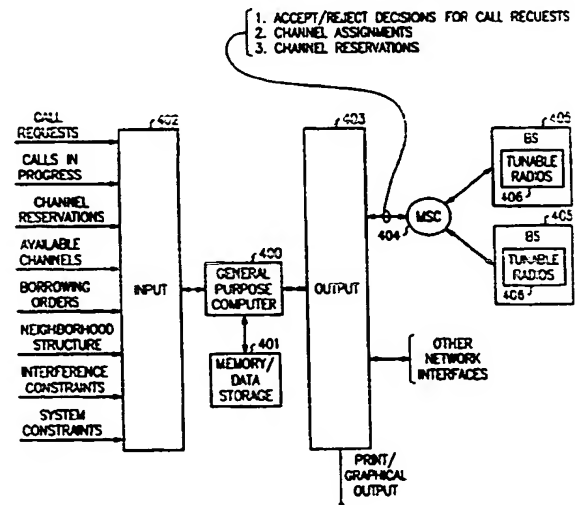 1. ACCEPT/REJECT DECISIONS FOR CALL RECUESTS
2. CHANNEL ASSIGNMENTS
3. CHANNEL RESERVATIONS
402
403
405
CALL
REQUESTS
CALLS IN
PROGRESS
CHANNEL
RESERVATIONS
AVAILABLE
CHANNELS
BORROWING
ORDERS
NEIGHBORHOOD
STRUCTURE
INTERFERENCE
CONSTRAINTS
SYSTEM
CONSTRAINTS
INPUT
400
GENERAL
PURPOSE
COMPUTER
401
MEMORY/
DATA
STORAGE
OUTPUT
MSC
404
BS
TUNABLE
RADIOS
406
405
BS
TUNABLE
RADIOS
406
OTHER
NETWORK
INTERFACES
PRINT/
GRAPHICAL
OUTPUT